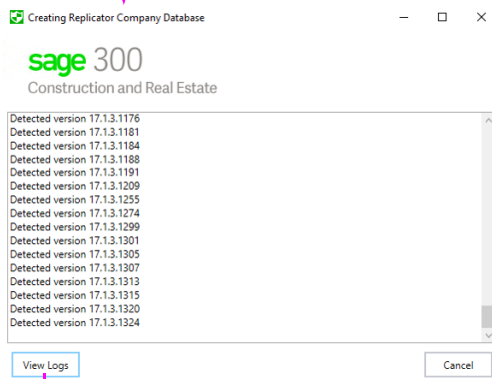 Creating Replicator Company Database
sage 300
Construction and Real Estate
Detected version 17.1.3.1176
Detected version 17.1.3.1181
Detected version 17.1.3.1184
Detected version 17.1.3.1188
Detected version 17.1.3.1191
Detected version 17.1.3.1209
Detected version 17.1.3.1255
Detected version 17.1.3.1274
Detected version 17.1.3.1299
Detected version 17.1.3.1301
Detected version 17.1.3.1305
Detected version 17.1.3.1307
Detected version 17.1.3.1313
Detected version 17.1.3.1315
Detected version 17.1.3.1320
Detected version 17.1.3.1324
View Logs
Cancel